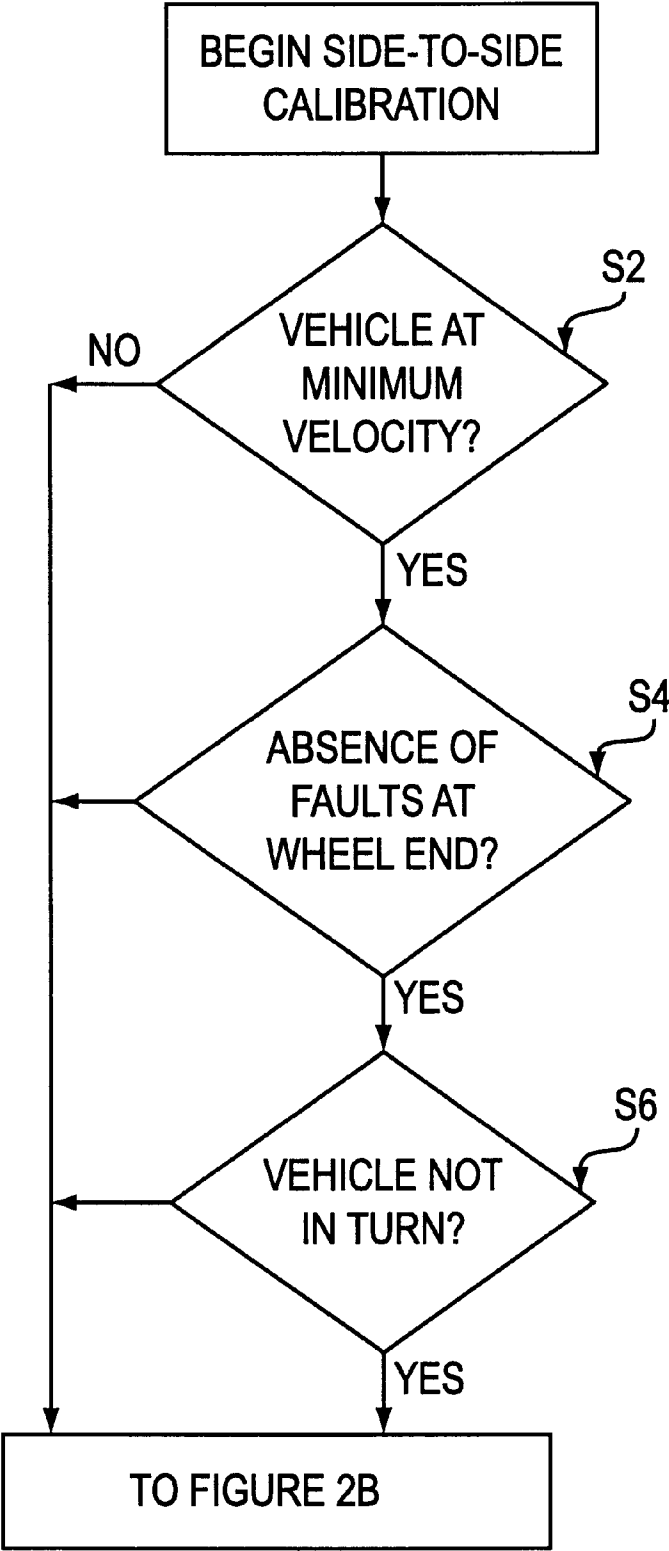 BEGIN SIDE-TO-SIDE
CALIBRATION
S2
NO
VEHICLE AT
MINIMUM
VELOCITY?
YES
S4
ABSENCE OF
FAULTS AT
WHEEL END?
YES
S6
VEHICLE NOT
IN TURN?
YES
TO FIGURE 2B